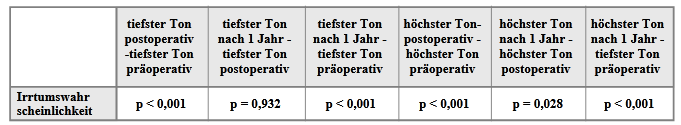 tiefster Ton
postoperativ
-tiefster Ton
präoperativ
tiefster Ton
nach 1 Jahr -
tiefster Ton
postoperativ
tiefster Ton
nach 1 Jahr -
tiefster Ton
präoperativ
höchster Ton-
postoperativ -
höchster Ton
präoperativ
höchster Ton
nach 1 Jahr -
höchster Ton
postoperativ
höchster Ton
nach 1 Jahr -
tiefster Ton
präoperativ
Irrtumswahr
scheinlichkeit
p < 0,001
p = 0,932
p < 0,001
p < 0,001
p = 0,028
p < 0,001